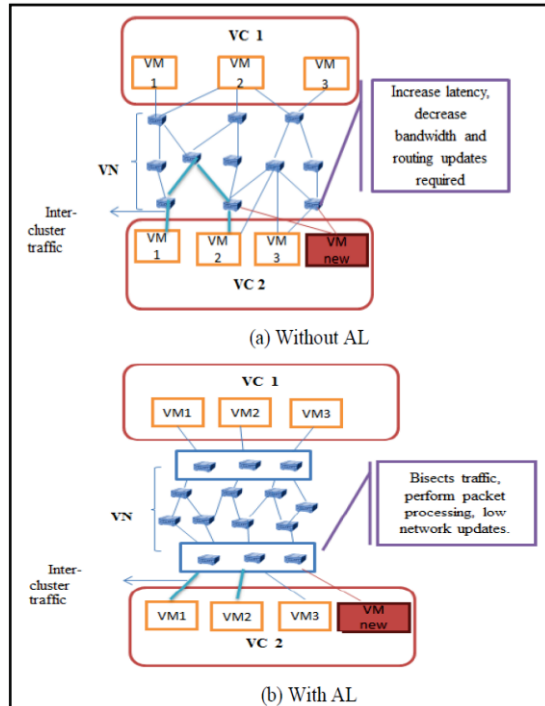 VC 1
VM
1
VM
2
VM
3
Increase latency,
decrease
bandwidth and
routing updates
required
VN
Inter-
cluster
traffic
VM
1
VM
2
VM
3
VM
new
VC 2
(a) Without AL
VC 1
VM1
VM2
VM3
Bisects traffic,
perform packet
processing, low
network updates.
VN
Inter-
cluster
traffic
VM1
VM2
VM3
VM
new
VC 2
(b) With AL